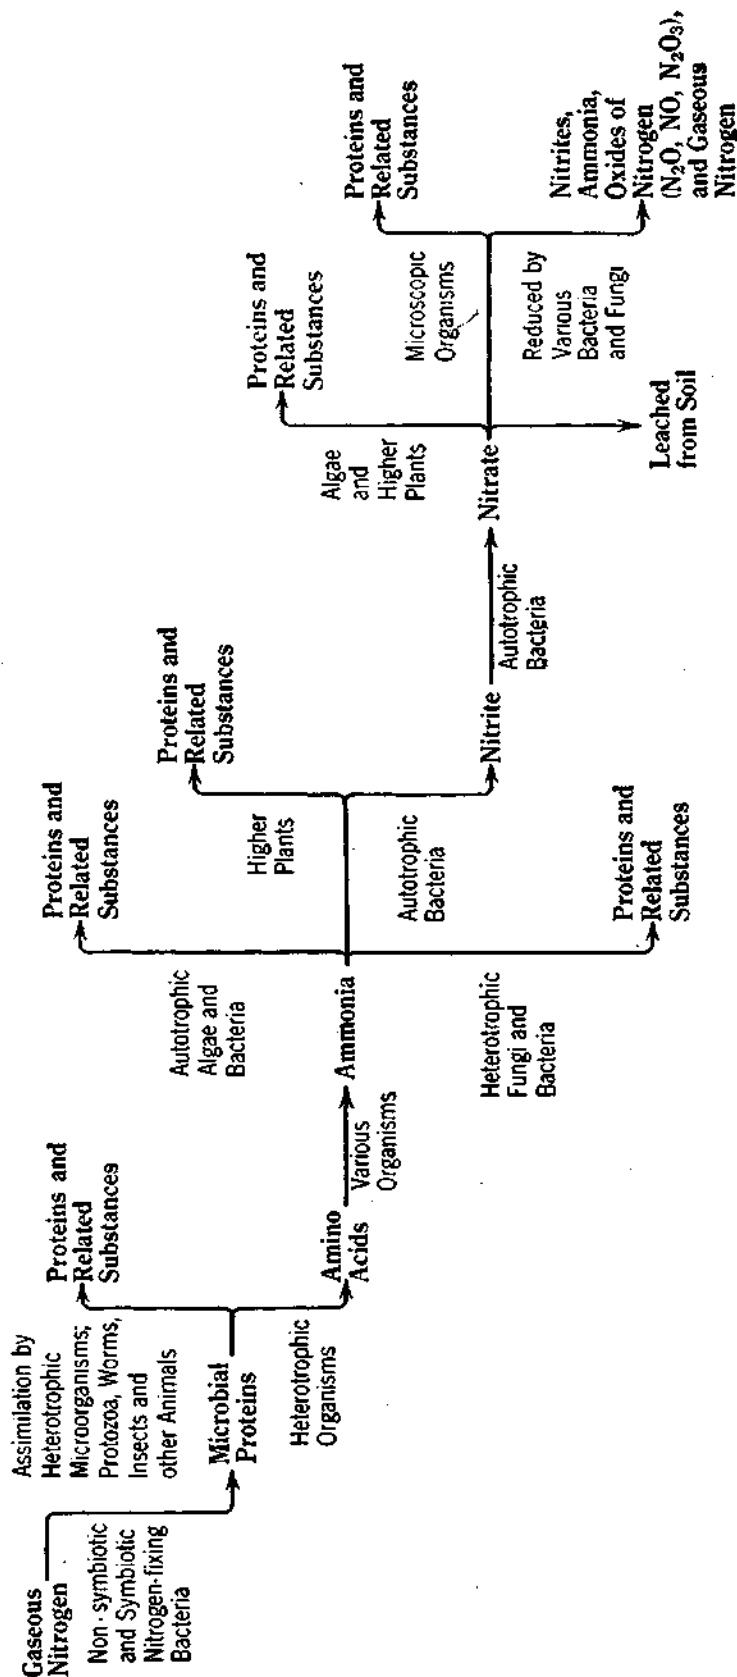 Gaseous
Nitrogen
Non-symbiotic
and Symbiotic
Nitrogen-fixing
Bacteria
Assimilation by
Heterotrophic
Microorganisms;
Protozoa, Worms,
Insects and
other Animals
Microbial
Proteins
Heterotrophic
Organisms
Proteins and
Related
Substances
Amino
Acids
Various
Organisms
Ammonia
Autotrophic
Algae and
Bacteria
Proteins and
Related
Substances
Heterotrophic
Fungi and
Bacteria
Proteins and
Related
Substances
Higher
Plants
Proteins and
Related
Substances
Autotrophic
Bacteria
Nitrite
Autotrophic
Bacteria
Nitrate
Algae
and
Higher
Plants
Proteins and
Related
Substances
Leached
from Soil
Microscopic
Organisms
Proteins and
Related
Substances
Reduced by
Various
Bacteria
and Fungi
Nitrites,
Ammonia,
Oxides of
Nitrogen
(N₂O, NO, N₂O₃),
and Gaseous
Nitrogen